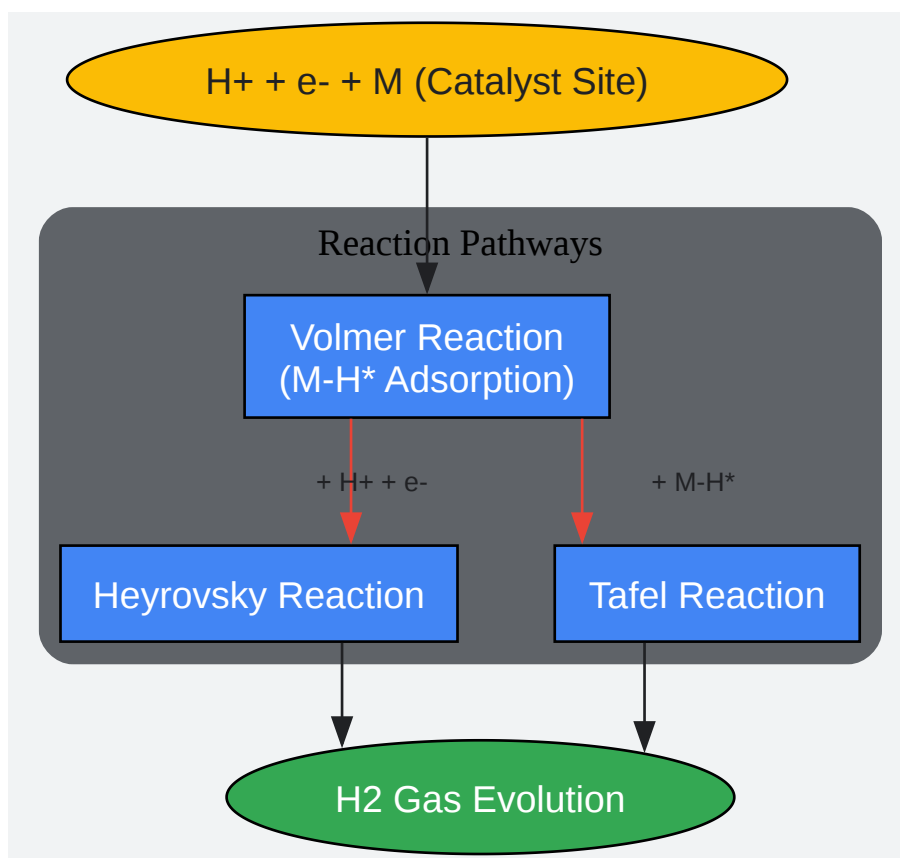 H+ + e- + M (Catalyst Site)
Reaction Pathways
Volmer Reaction
(M-H* Adsorption)
+ H+ + e-
+ M-H*
Heyrovsky Reaction
Tafel Reaction
H2 Gas Evolution